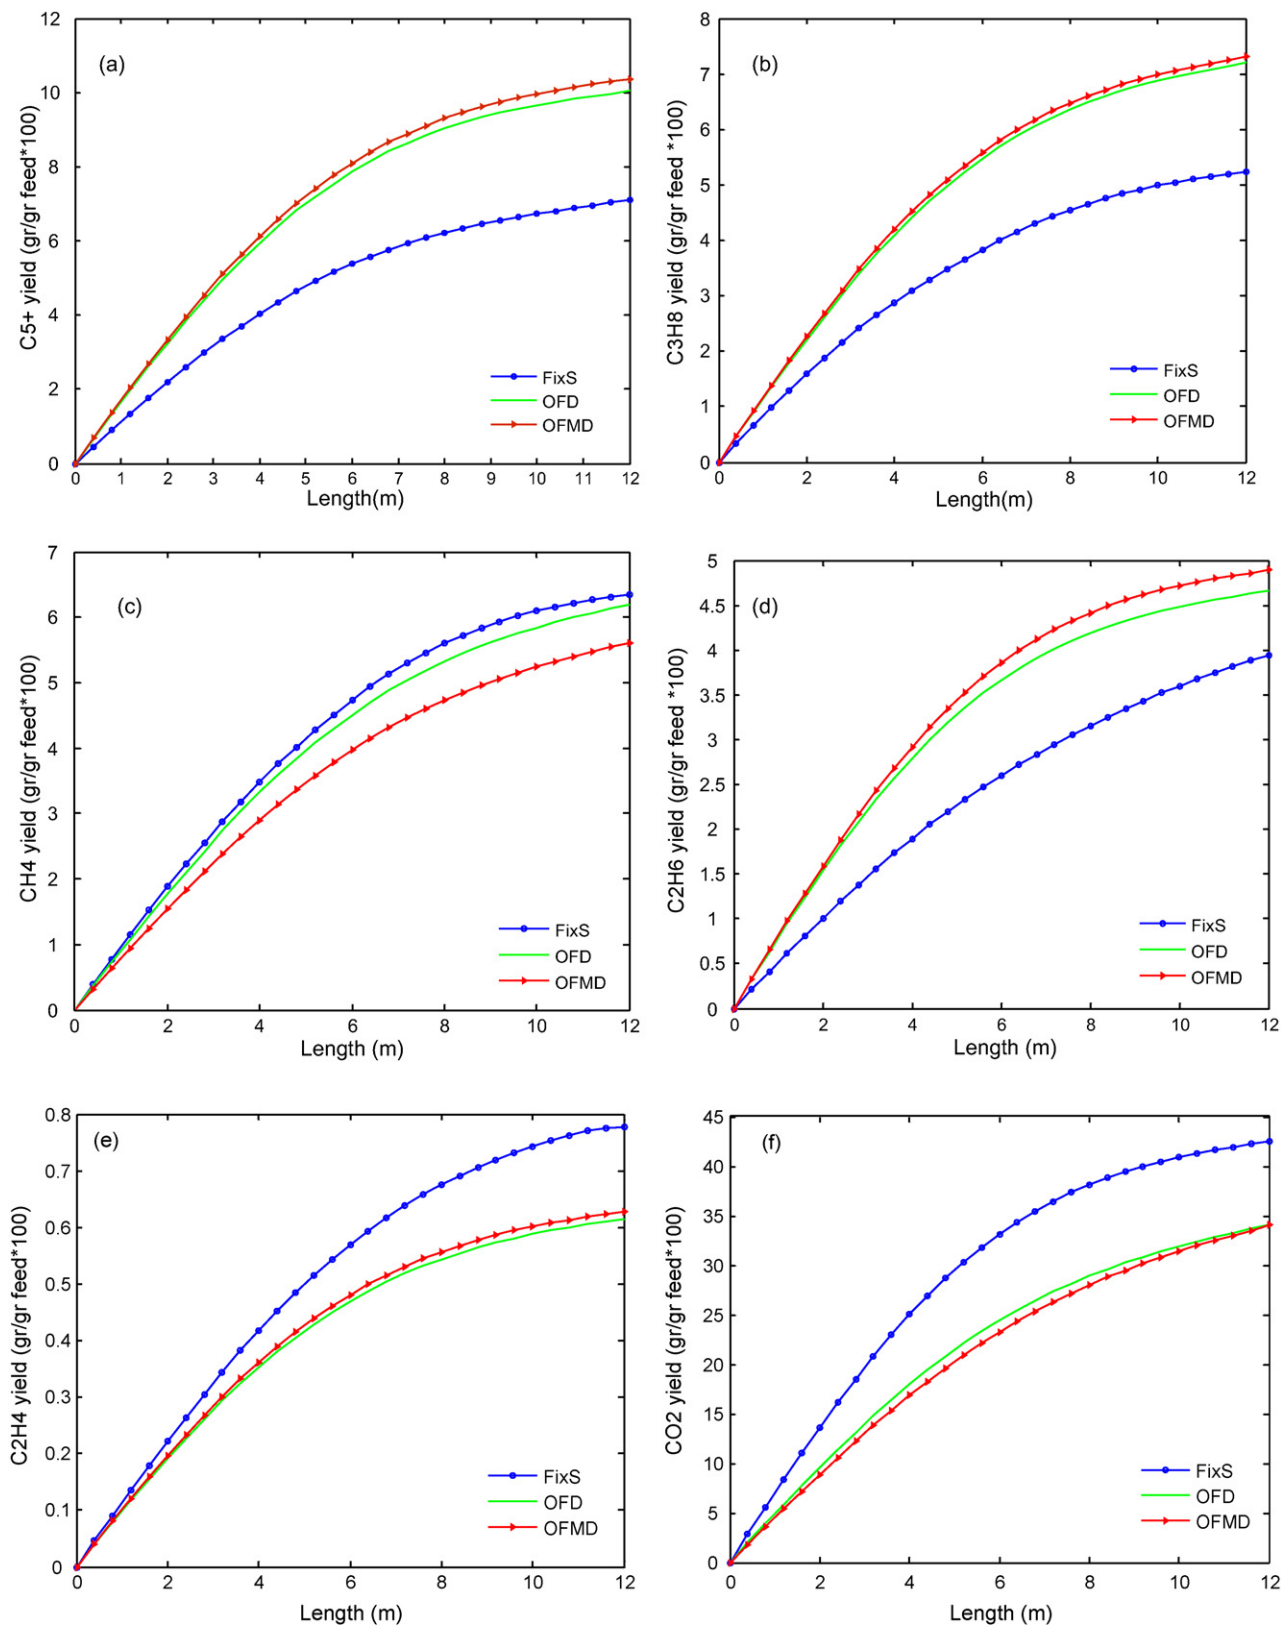 (a)
C5+ yield (gr/gr feed*100)
12
10
8
6
4
2
0
0 1 2 3 4 5 6 7 8 9 10 11 12
Length(m)
FixS
OFD
OFMD
(b)
C3H8 yield (gr/gr feed *100)
8
7
6
5
4
3
2
1
0
0 2 4 6 8 10 12
Length(m)
FixS
OFD
OFMD
(c)
CH4 yield (gr/gr feed*100)
7
6
5
4
3
2
1
0
0 2 4 6 8 10 12
Length (m)
FixS
OFD
OFMD
(d)
C2H6 yield (gr/gr feed *100)
5
4.5
4
3.5
3
2.5
2
1.5
1
0.5
0
0 2 4 6 8 10 12
Length (m)
FixS
OFD
OFMD
(e)
C2H4 yield (gr/gr feed*100)
0.8
0.7
0.6
0.5
0.4
0.3
0.2
0.1
0
0 2 4 6 8 10 12
Length (m)
FixS
OFD
OFMD
(f)
CO2 yield (gr/gr feed*100)
45
40
35
30
25
20
15
10
5
0
0 2 4 6 8 10 12
Length (m)
FixS
OFD
OFMD